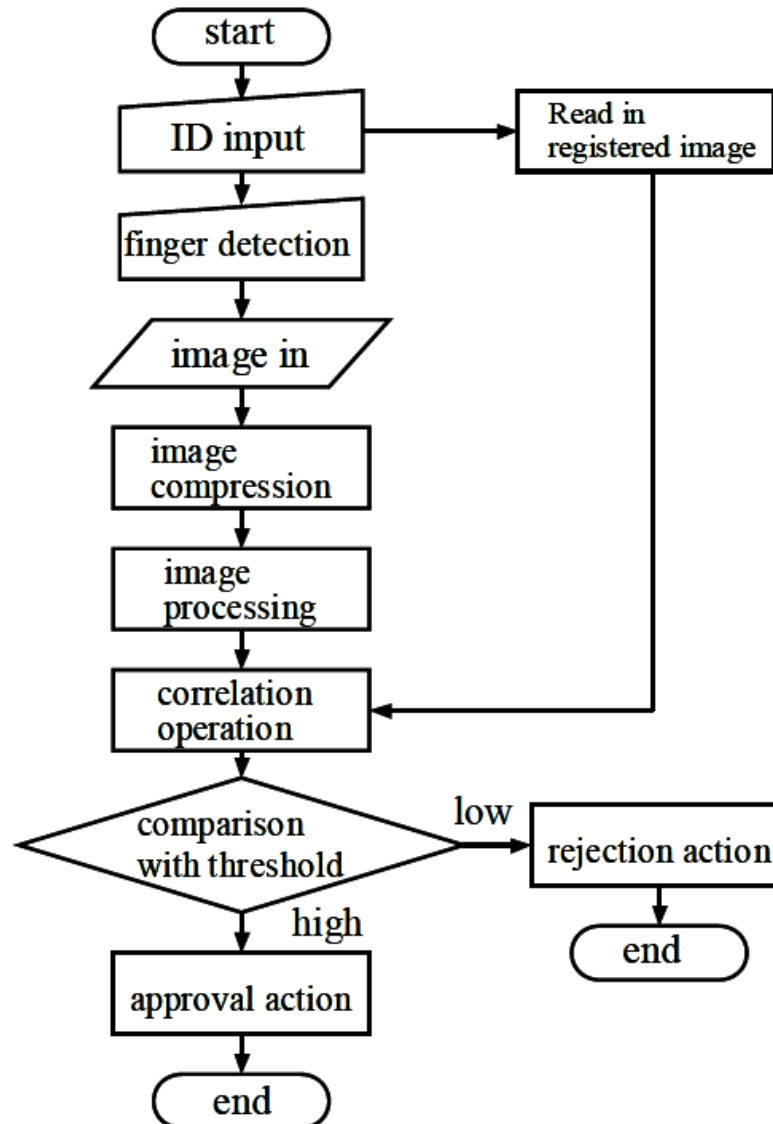 start
ID input
Read in
registered image
finger detection
image in
image
compression
image
processing
correlation
operation
comparison
with threshold
low
rejection action
high
end
approval action
end